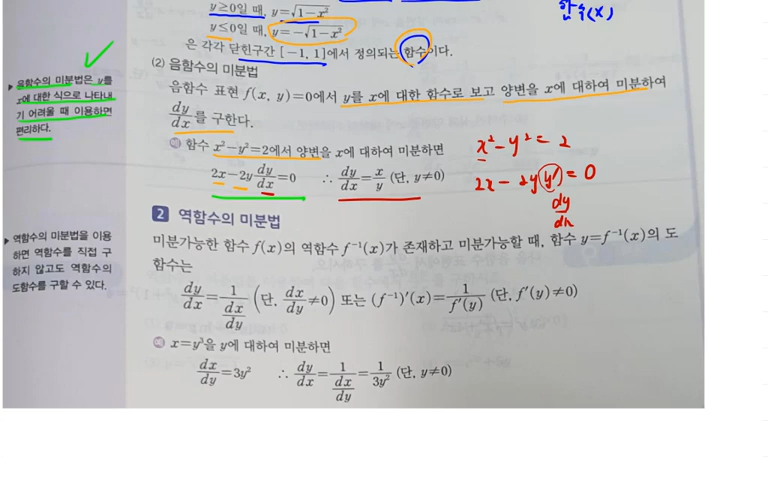 y≥0일 때, y=√1-x²
y≤0일 때, y=-√1-x²
은 각각 닫힌구간 [-1, 1]에서 정의되는 함수이다.
(2) 음함수의 미분법
음함수 표현 f(x, y)=0에서 y를 x에 대한 함수로 보고 양변을 x에 대하여 미분하여
dy/dx 를 구한다.
예 함수 x²-y²=2에서 양변을 x에 대하여 미분하면
2x-2y dy/dx=0 ∴ dy/dx=x/y (단, y≠0)
▶ 음함수의 미분법은 y를
x에 대한 식으로 나타내
기 어려울 때 이용하면
편리하다.
x²-y²=2
2x-2y y'=0
dy/dx
2 역함수의 미분법
미분가능한 함수 f(x)의 역함수 f⁻¹(x)가 존재하고 미분가능할 때, 함수 y=f⁻¹(x)의 도
함수는
dy/dx=1/(dx/dy) (단, dx/dy≠0) 또는 (f⁻¹)'(x)=1/f'(y) (단, f'(y)≠0)
예 x=y³을 y에 대하여 미분하면
dx/dy=3y² ∴ dy/dx=1/(dx/dy)=1/3y² (단, y≠0)
▶ 역함수의 미분법을 이용
하면 역함수를 직접 구
하지 않고도 역함수의
도함수를 구할 수 있다.